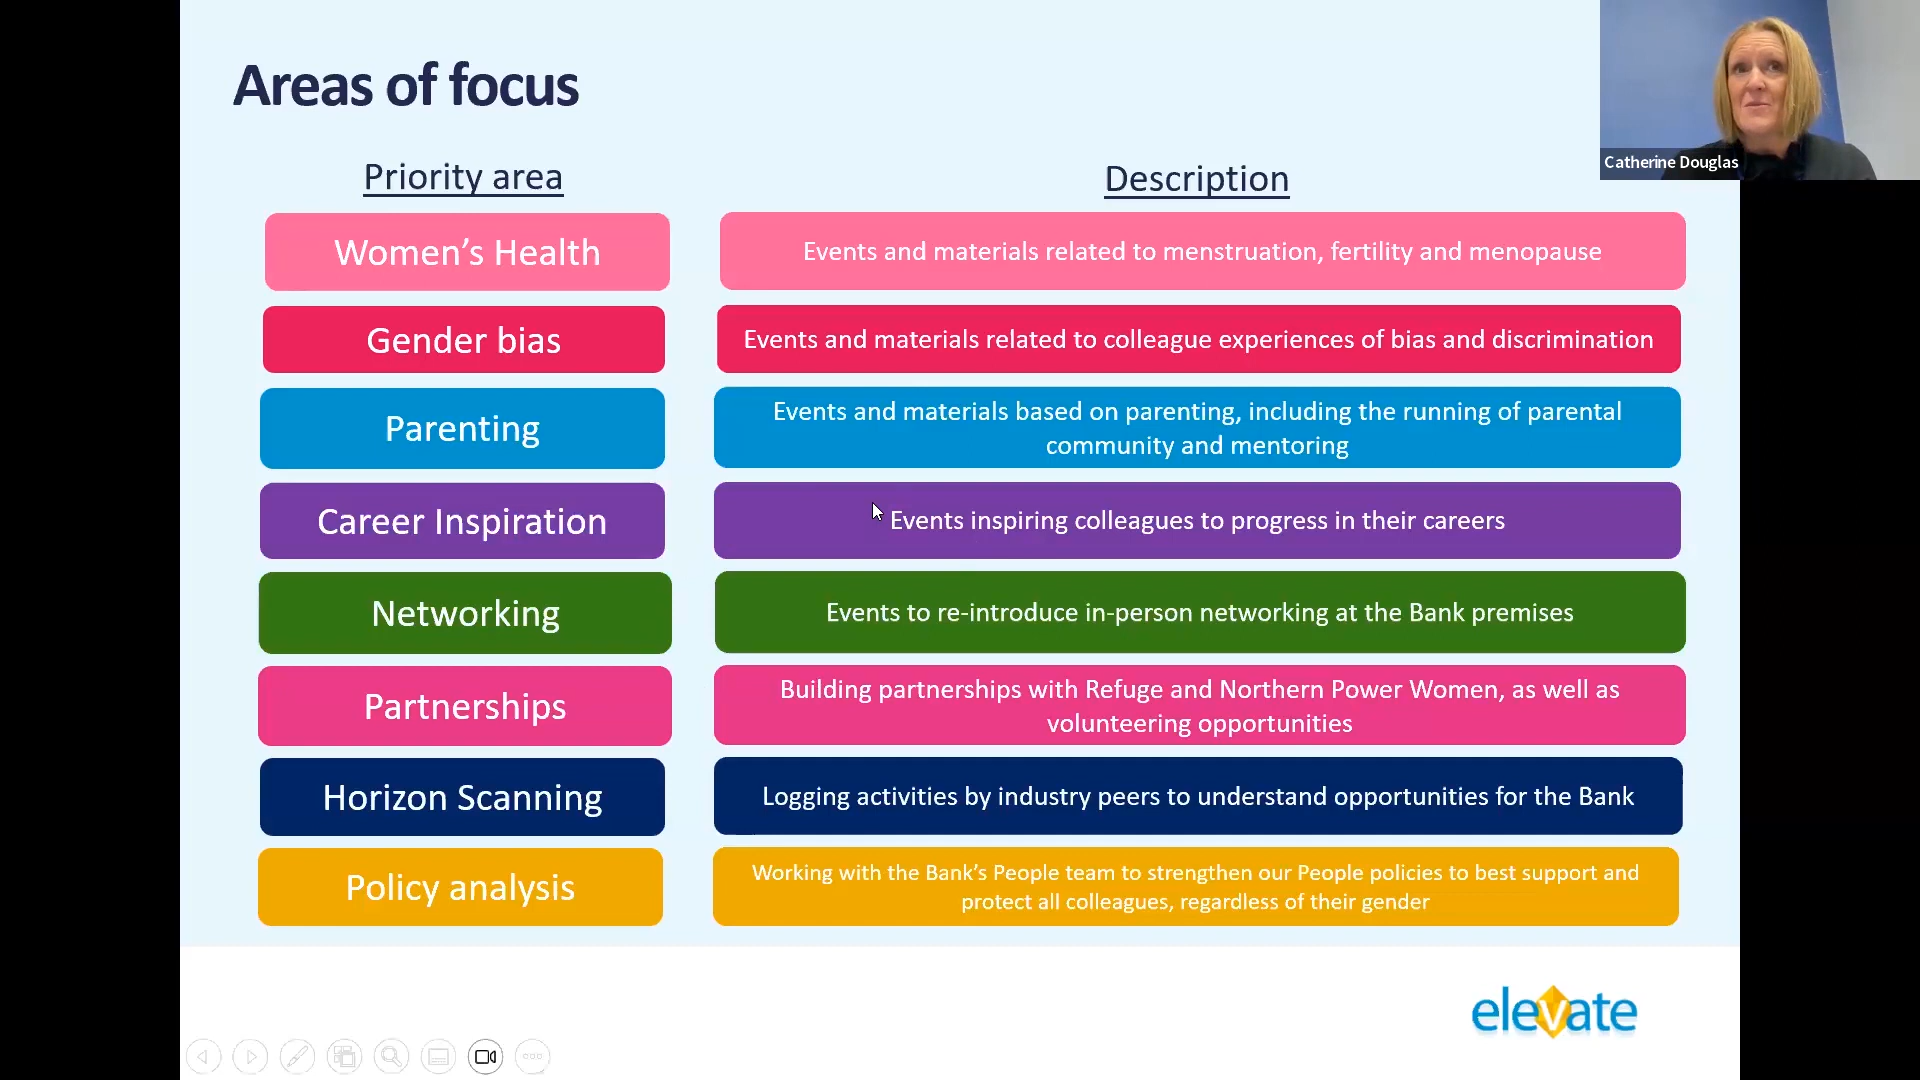 Areas of focus
Catherine Douglas
Priority area
Description
Women’s Health
Events and materials related to menstruation, fertility and menopause
Gender bias
Events and materials related to colleague experiences of bias and discrimination
Parenting
Events and materials based on parenting, including the running of parental
community and mentoring
Career Inspiration
Events inspiring colleagues to progress in their careers
Networking
Events to re-introduce in-person networking at the Bank premises
Partnerships
Building partnerships with Refuge and Northern Power Women, as well as
volunteering opportunities
Horizon Scanning
Logging activities by industry peers to understand opportunities for the Bank
Policy analysis
Working with the Bank’s People team to strengthen our People policies to best support and
protect all colleagues, regardless of their gender
elevate